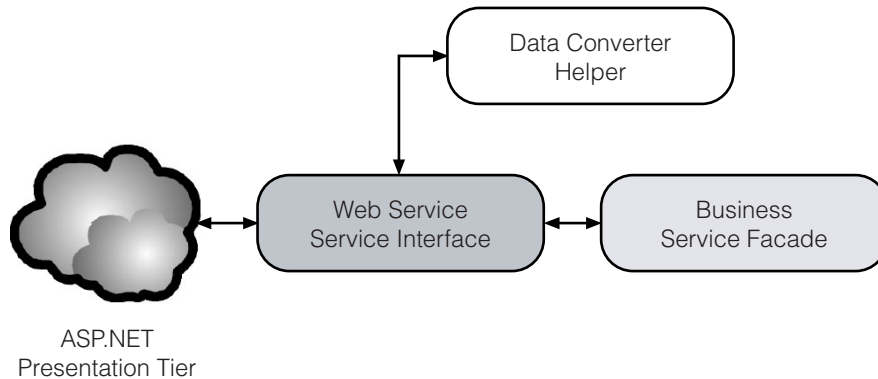 Data Converter
Helper
Web Service
Service Interface
Business
Service Facade
ASP.NET
Presentation Tier